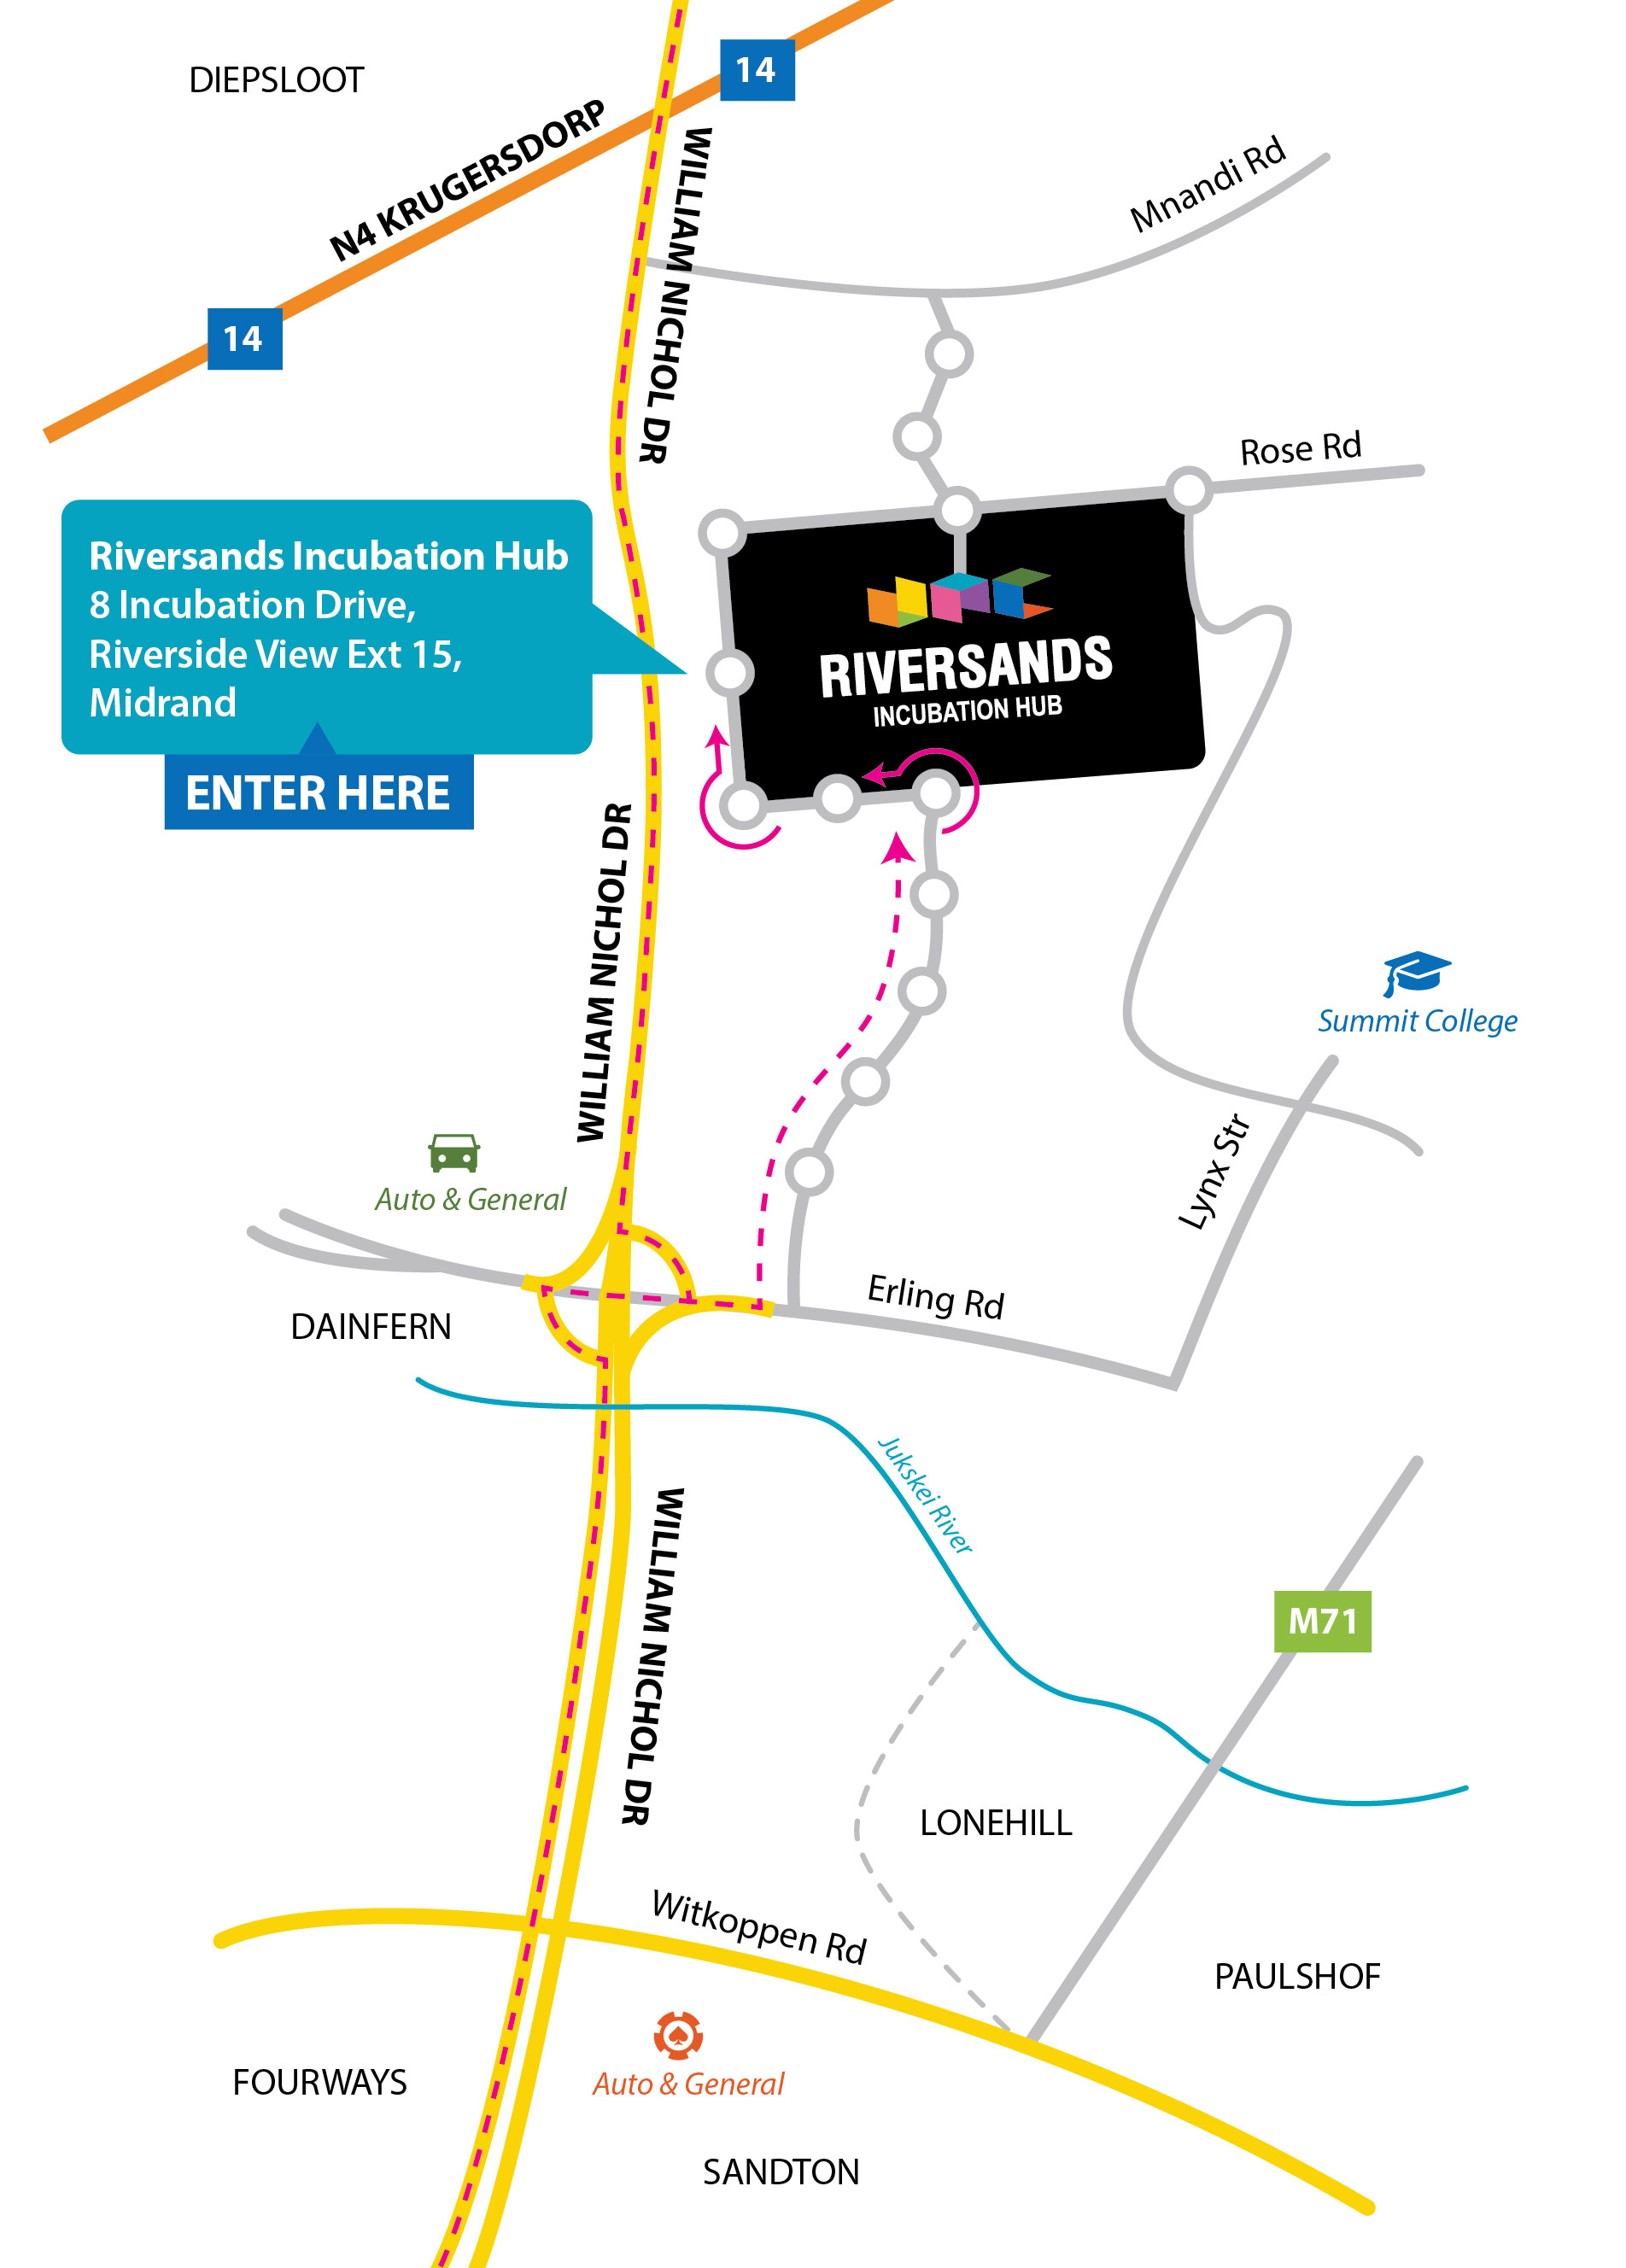 DIEPSLOOT
14
N4 KRUGERSDORP
WILLIAM NICHOL DR
Mnandi Rd
14
Rose Rd
Riversands Incubation Hub
8 Incubation Drive,
Riverside View Ext 15,
Midrand
ENTER HERE
RIVERSANDS
INCUBATION HUB
WILLIAM NICHOL DR
Summit College
Auto & General
Lynx Str
Erling Rd
DAINFERN
Jukskei River
WILLIAM NICHOL DR
M71
LONEHILL
Witkoppen Rd
PAULSHOF
FOURWAYS
Auto & General
SANDTON